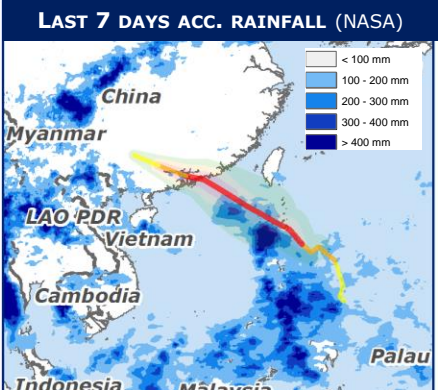 LAST 7 DAYS ACC. RAINFALL (NASA)
< 100 mm
100 - 200 mm
200 - 300 mm
300 - 400 mm
> 400 mm
China
Myanmar
LAO PDR
Vietnam
Cambodia
Palau
Indonesia
Malaysia